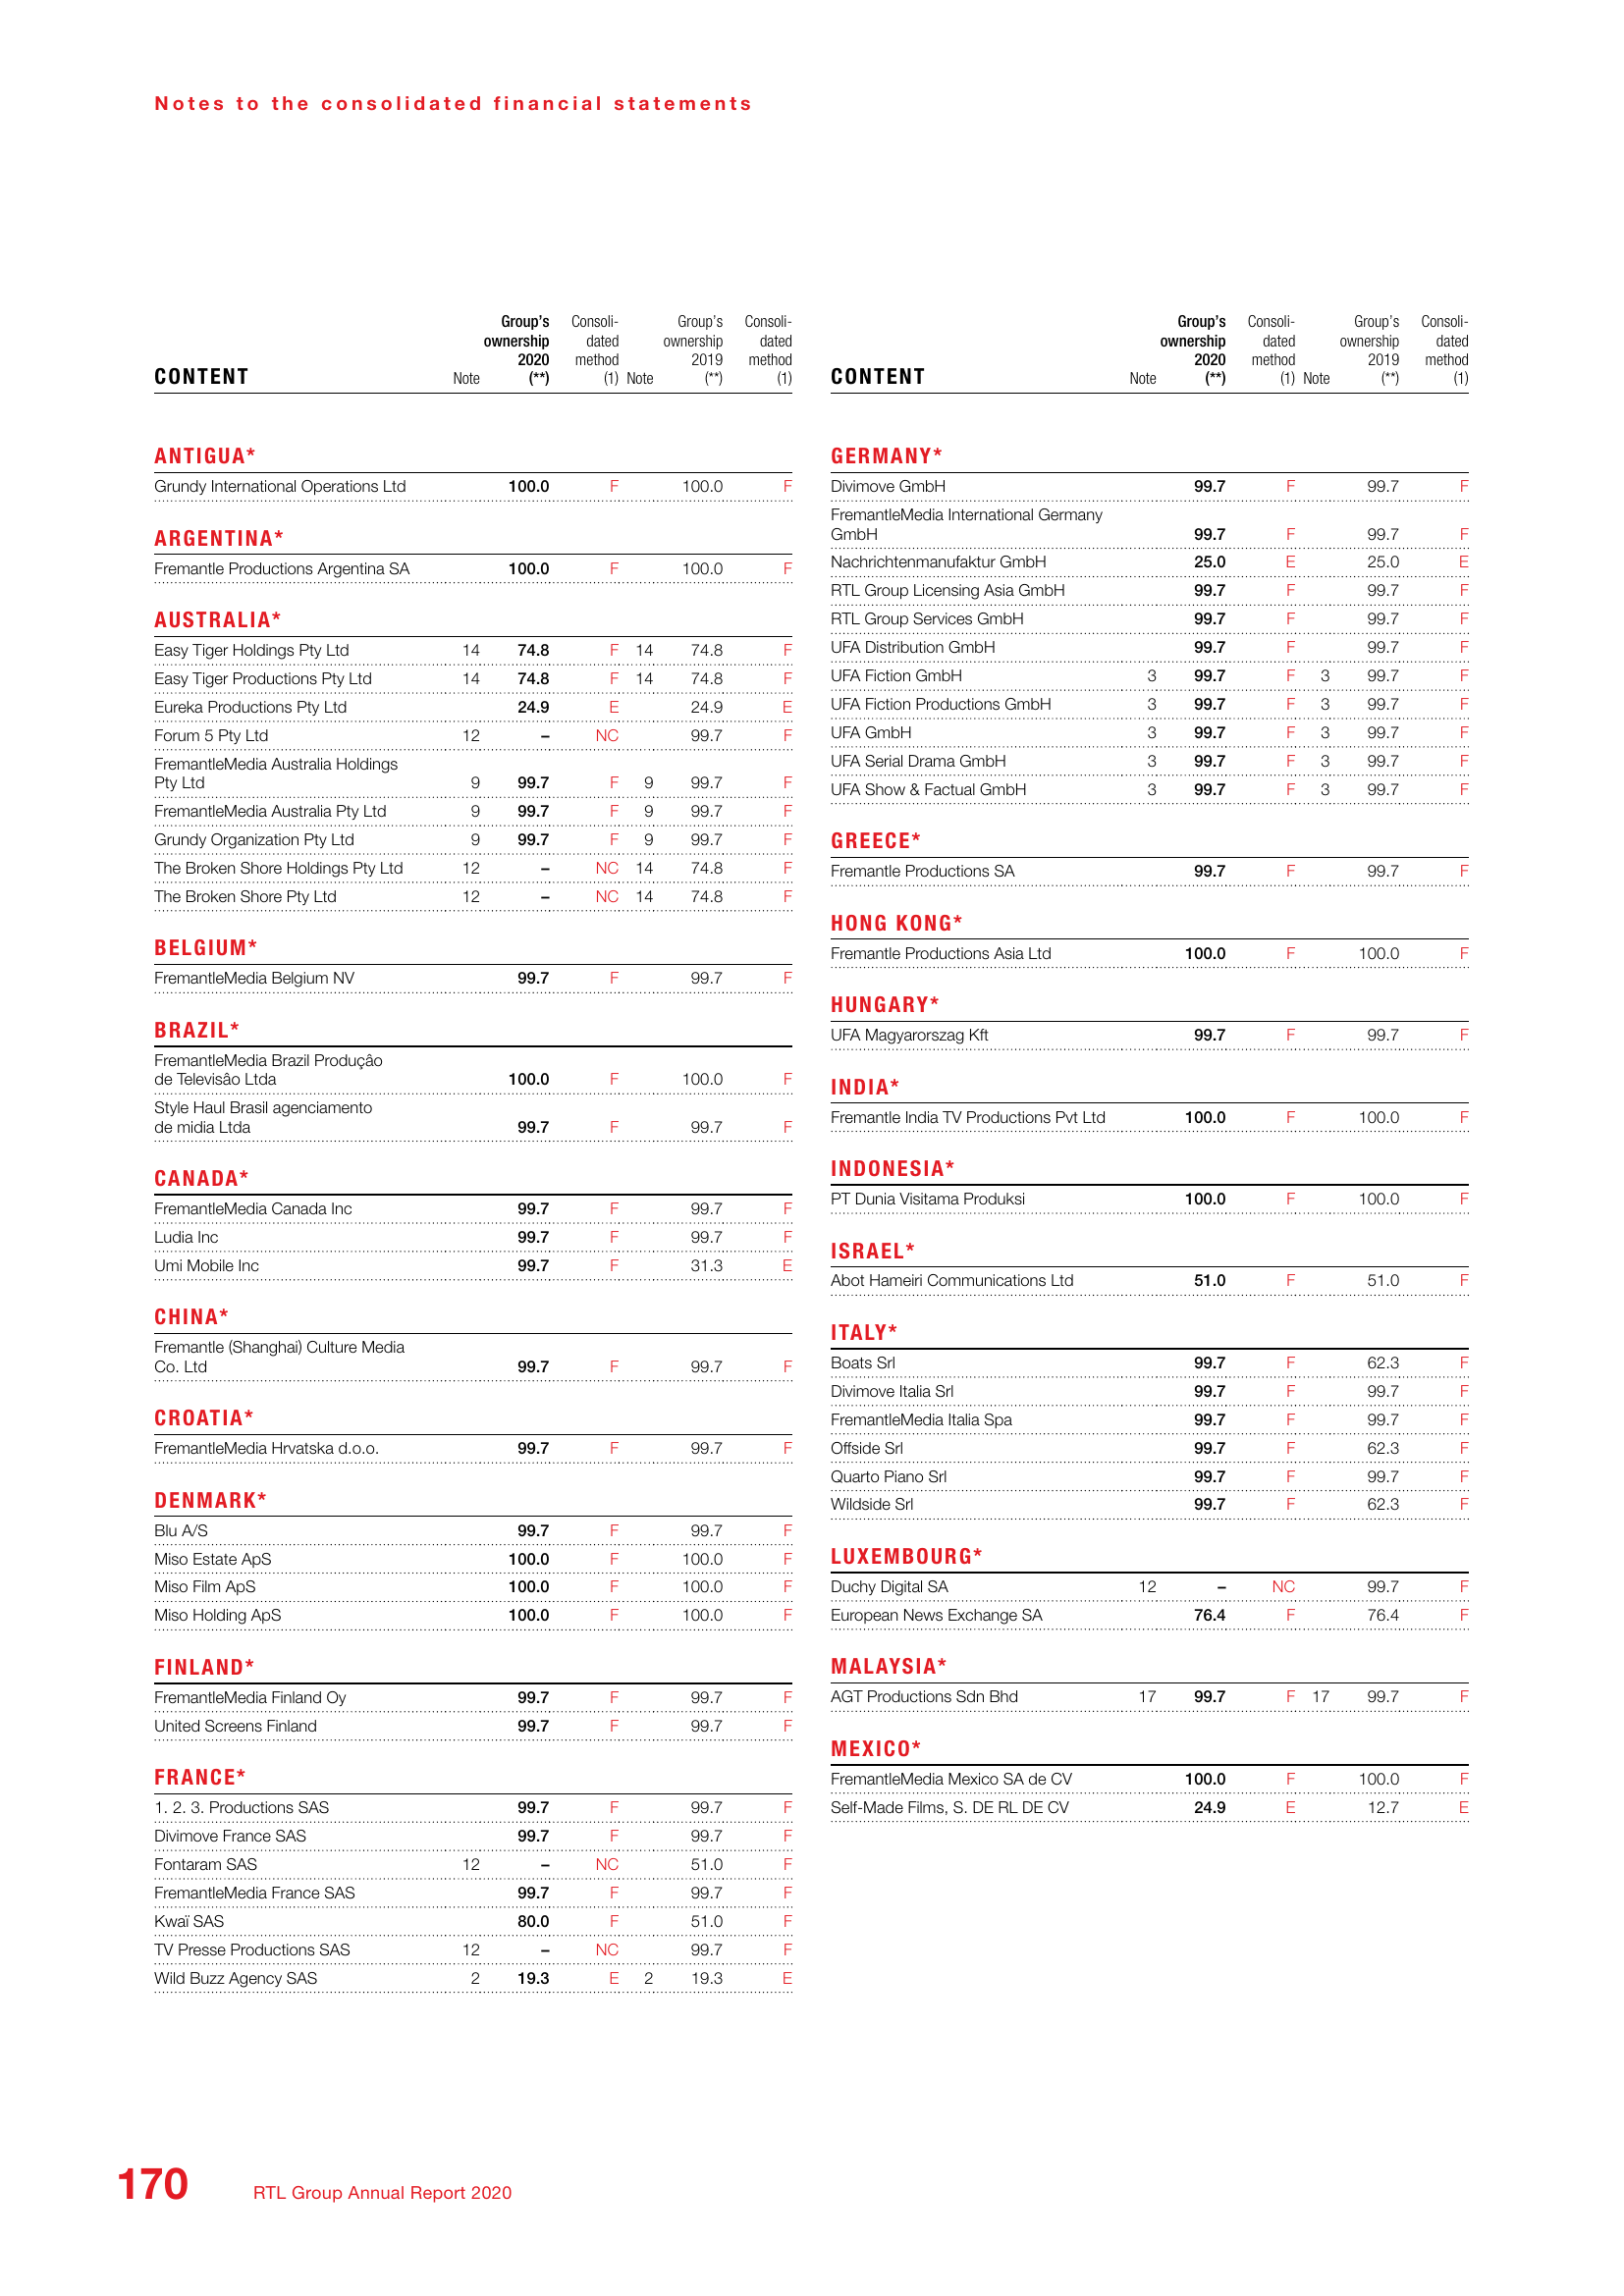 Notes to the consolidated financial statements
CONTENT Note Group's ownership 2020 (**) Consoli-dated method (1) Note Group's ownership 2019 (**) Consoli-dated method (1)
ANTIGUA*
Grundy International Operations Ltd 100.0 F 100.0 F
ARGENTINA*
Fremantle Productions Argentina SA 100.0 F 100.0 F
AUSTRALIA*
Easy Tiger Holdings Pty Ltd 14 74.8 F 14 74.8 F
Easy Tiger Productions Pty Ltd 14 74.8 F 14 74.8 F
Eureka Productions Pty Ltd 24.9 E 24.9 E
Forum 5 Pty Ltd 12 – NC 99.7 F
FremantleMedia Australia Holdings
Pty Ltd 9 99.7 F 9 99.7 F
FremantleMedia Australia Pty Ltd 9 99.7 F 9 99.7 F
Grundy Organization Pty Ltd 9 99.7 F 9 99.7 F
The Broken Shore Holdings Pty Ltd 12 – NC 14 74.8 F
The Broken Shore Pty Ltd 12 – NC 14 74.8 F
BELGIUM*
FremantleMedia Belgium NV 99.7 F 99.7 F
BRAZIL*
FremantleMedia Brazil Produção
de Televisâo Ltda 100.0 F 100.0 F
Style Haul Brasil agenciamento
de midia Ltda 99.7 F 99.7 F
CANADA*
FremantleMedia Canada Inc 99.7 F 99.7 F
Ludia Inc 99.7 F 99.7 F
Umi Mobile Inc 99.7 F 31.3 E
CHINA*
Fremantle (Shanghai) Culture Media
Co. Ltd 99.7 F 99.7 F
CROATIA*
FremantleMedia Hrvatska d.o.o. 99.7 F 99.7 F
DENMARK*
Blu A/S 99.7 F 99.7 F
Miso Estate ApS 100.0 F 100.0 F
Miso Film ApS 100.0 F 100.0 F
Miso Holding ApS 100.0 F 100.0 F
FINLAND*
FremantleMedia Finland Oy 99.7 F 99.7 F
United Screens Finland 99.7 F 99.7 F
FRANCE*
1. 2. 3. Productions SAS 99.7 F 99.7 F
Divimove France SAS 99.7 F 99.7 F
Fontaram SAS 12 – NC 51.0 F
FremantleMedia France SAS 99.7 F 99.7 F
Kwaï SAS 80.0 F 51.0 F
TV Presse Productions SAS 12 – NC 99.7 F
Wild Buzz Agency SAS 2 19.3 E 2 19.3 E
CONTENT Note Group's ownership 2020 (**) Consoli-dated method (1) Note Group's ownership 2019 (**) Consoli-dated method (1)
GERMANY*
Divimove GmbH 99.7 F 99.7 F
FremantleMedia International Germany
GmbH 99.7 F 99.7 F
Nachrichtenmanufaktur GmbH 25.0 E 25.0 E
RTL Group Licensing Asia GmbH 99.7 F 99.7 F
RTL Group Services GmbH 99.7 F 99.7 F
UFA Distribution GmbH 99.7 F 99.7 F
UFA Fiction GmbH 3 99.7 F 3 99.7 F
UFA Fiction Productions GmbH 3 99.7 F 3 99.7 F
UFA GmbH 3 99.7 F 3 99.7 F
UFA Serial Drama GmbH 3 99.7 F 3 99.7 F
UFA Show & Factual GmbH 3 99.7 F 3 99.7 F
GREECE*
Fremantle Productions SA 99.7 F 99.7 F
HONG KONG*
Fremantle Productions Asia Ltd 100.0 F 100.0 F
HUNGARY*
UFA Magyarorszag Kft 99.7 F 99.7 F
INDIA*
Fremantle India TV Productions Pvt Ltd 100.0 F 100.0 F
INDONESIA*
PT Dunia Visitama Produksi 100.0 F 100.0 F
ISRAEL*
Abot Hameiri Communications Ltd 51.0 F 51.0 F
ITALY*
Boats Srl 99.7 F 62.3 F
Divimove Italia Srl 99.7 F 99.7 F
FremantleMedia Italia Spa 99.7 F 99.7 F
Offside Srl 99.7 F 62.3 F
Quarto Piano Srl 99.7 F 99.7 F
Wildside Srl 99.7 F 62.3 F
LUXEMBOURG*
Duchy Digital SA 12 – NC 99.7 F
European News Exchange SA 76.4 F 76.4 F
MALAYSIA*
AGT Productions Sdn Bhd 17 99.7 F 17 99.7 F
MEXICO*
FremantleMedia Mexico SA de CV 100.0 F 100.0 F
Self-Made Films, S. DE RL DE CV 24.9 E 12.7 E
170 RTL Group Annual Report 2020